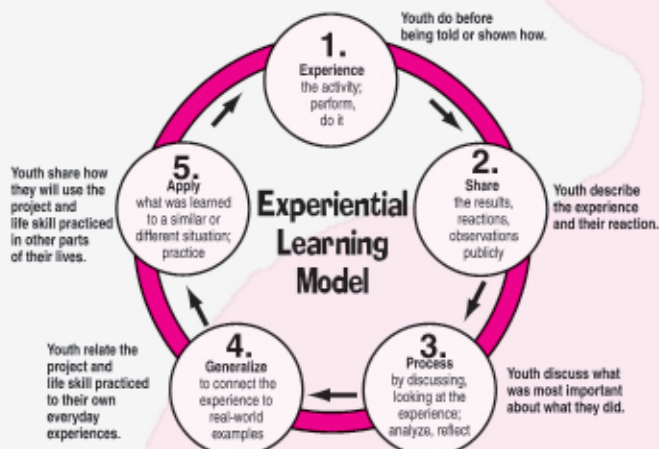 1.
Experience
the activity;
perform,
do it
Youth do before
being told or shown how.
2.
Share
the results,
reactions,
observations
publicly
Youth describe
the experience
and their reaction.
3.
Process
by discussing,
looking at the
experience;
analyze, reflect
Youth discuss what
was most important
about what they did.
4.
Generalize
to connect the
experience to
real-world
examples
Youth relate the
project and
life skill practiced
to their own
everyday
experiences.
5.
Apply
what was learned
to a similar or
different situation;
practice
Youth share how
they will use the
project and
life skill practiced
in other parts
of their lives.
Experiential
Learning
Model